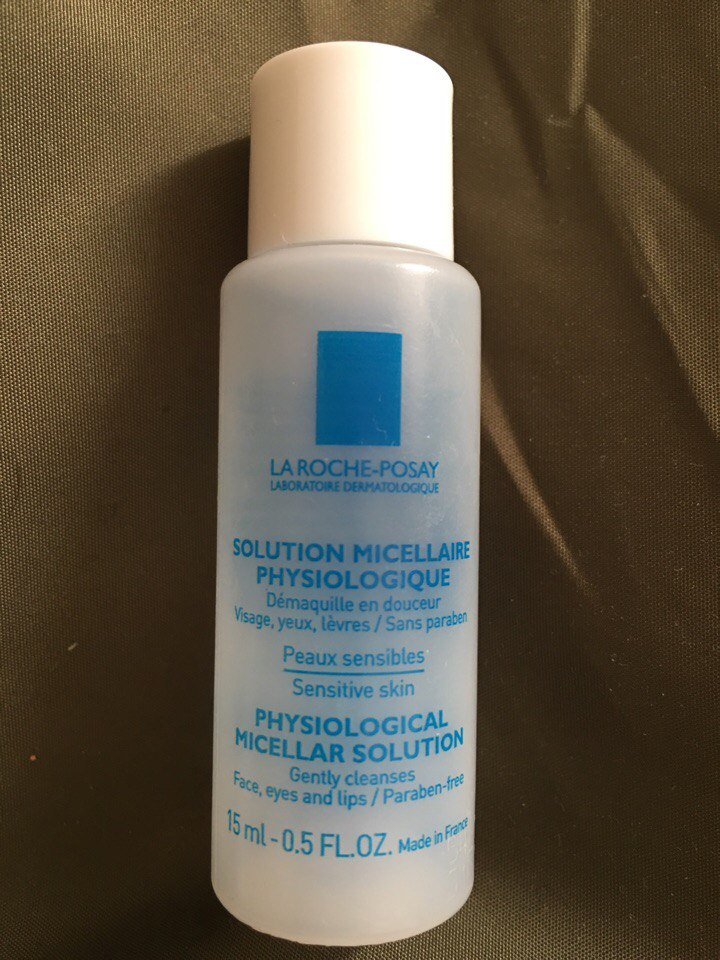 LA ROCHE-POSAY
LABORATOIRE DERMATOLOGIQUE
SOLUTION MICELLAIRE
PHYSIOLOGIQUE
Démaquille en douceur
Visage, yeux, lèvres / Sans paraben
Peaux sensibles
Sensitive skin
PHYSIOLOGICAL
MICELLAR SOLUTION
Gently cleanses
Face, eyes and lips / Paraben-free
15 ml - 0.5 FL.OZ. Made in France